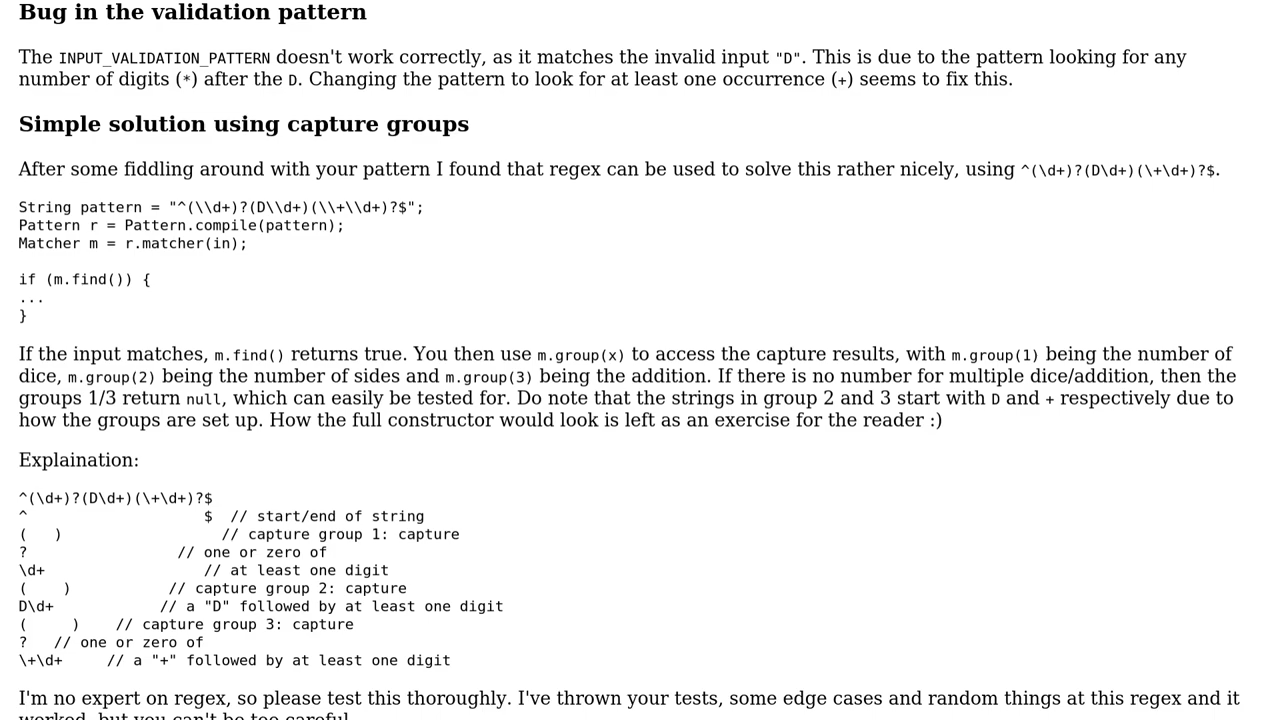 Bug in the validation pattern
The INPUT_VALIDATION_PATTERN doesn't work correctly, as it matches the invalid input "D". This is due to the pattern looking for any
number of digits (*) after the D. Changing the pattern to look for at least one occurrence (+) seems to fix this.
Simple solution using capture groups
After some fiddling around with your pattern I found that regex can be used to solve this rather nicely, using ^(\d+)?(D\d+)(\+\d+)?$.
String pattern = "^(\\d+)?(D\\d+)(\\+\\d+)?$";
Pattern r = Pattern.compile(pattern);
Matcher m = r.matcher(in);
if (m.find()) {
...
}
If the input matches, m.find() returns true. You then use m.group(x) to access the capture results, with m.group(1) being the number of
dice, m.group(2) being the number of sides and m.group(3) being the addition. If there is no number for multiple dice/addition, then the
groups 1/3 return null, which can easily be tested for. Do note that the strings in group 2 and 3 start with D and + respectively due to
how the groups are set up. How the full constructor would look is left as an exercise for the reader :)
Explaination:
^(\d+)?(D\d+)(\+\d+)?$
^                    $  // start/end of string
(   )                  // capture group 1: capture
?                 // one or zero of
\d+                  // at least one digit
(    )           // capture group 2: capture
D\d+            // a "D" followed by at least one digit
(     )    // capture group 3: capture
?   // one or zero of
\+\d+     // a "+" followed by at least one digit
I'm no expert on regex, so please test this thoroughly. I've thrown your tests, some edge cases and random things at this regex and it
worked, but you can't be too careful